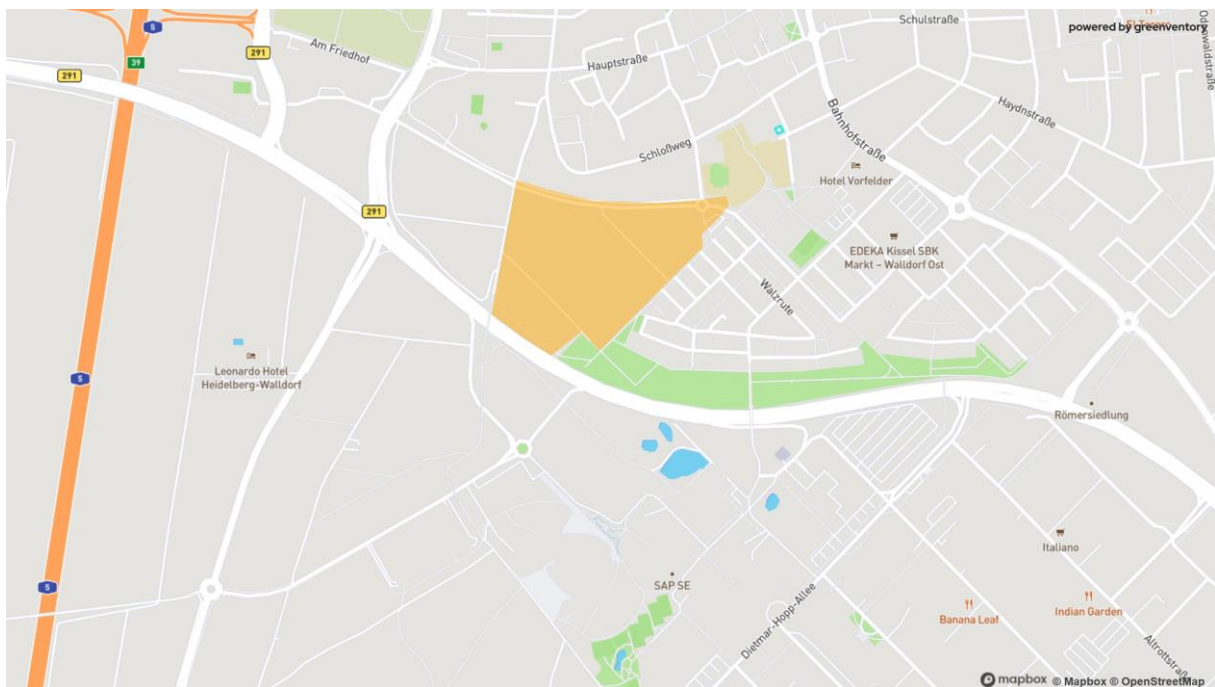 5
El Tesoro
powered by greenventory
Schulstraße
Odenwaldstraße
291
Am Friedhof
39
Hauptstraße
291
Haydnstraße
Bahnhofstraße
Schloßweg
Hotel Vorfelder
291
EDEKA Kissel SBK
Markt – Walldorf Ost
Walzrute
Leonardo Hotel
Heidelberg-Walldorf
5
Römersiedlung
Italiano
SAP SE
5
Indian Garden
Banana Leaf
Dietmar-Hopp-Allee
Altrottstraße
mapbox © Mapbox © OpenStreetMap